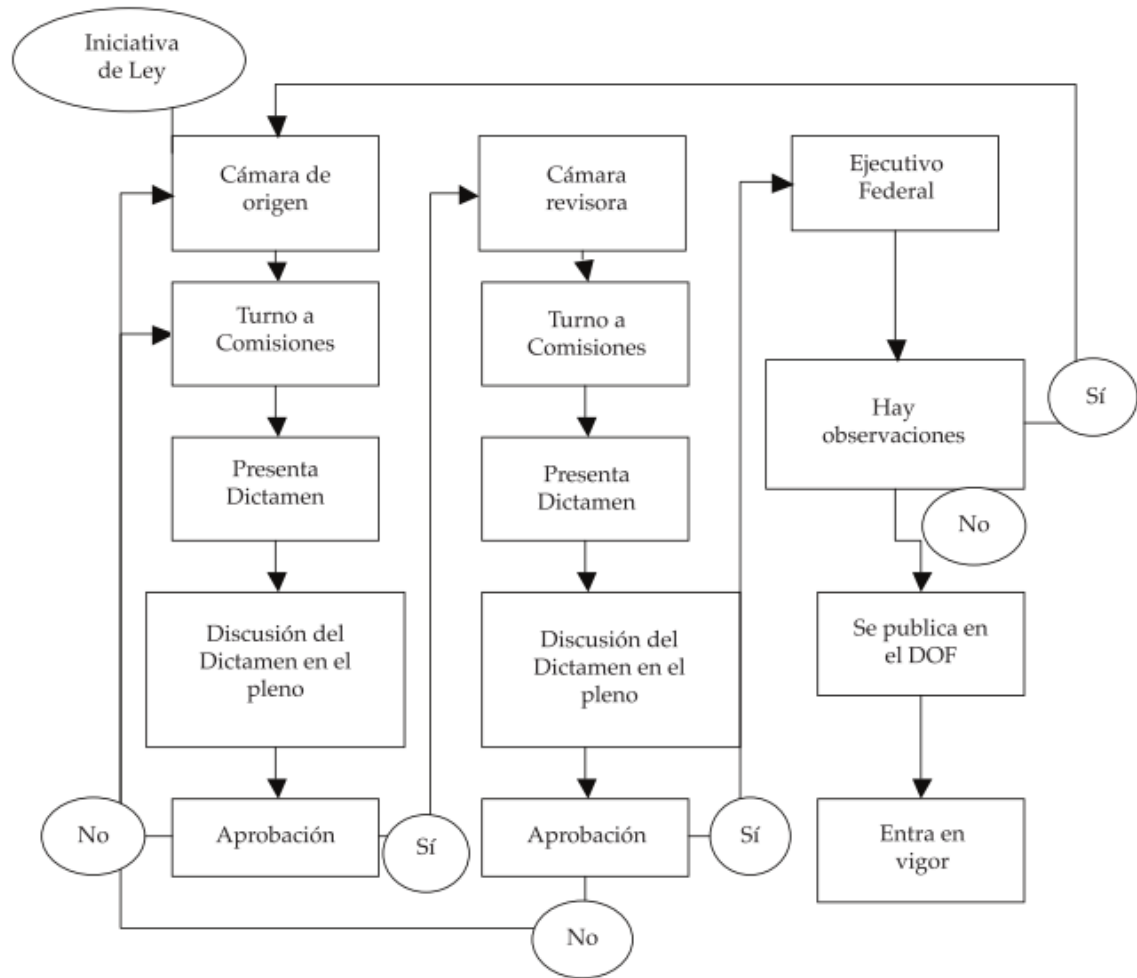 Iniciativa
de Ley
Cámara de
origen
Turno a
Comisiones
Presenta
Dictamen
Discusión del
Dictamen en el
pleno
Aprobación
No
Sí
Cámara
revisora
Turno a
Comisiones
Presenta
Dictamen
Discusión del
Dictamen en el
pleno
Aprobación
No
Sí
Ejecutivo
Federal
Hay
observaciones
Sí
No
Se publica en
el DOF
Entra en
vigor